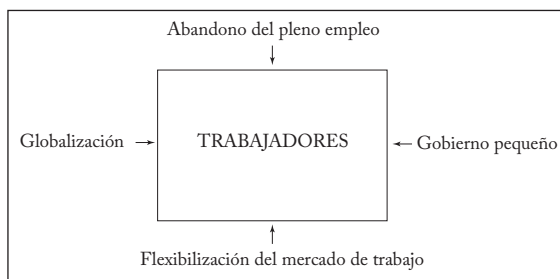 Abandono del pleno empleo
Globalización
TRABAJADORES
Gobierno pequeño
Flexibilización del mercado de trabajo